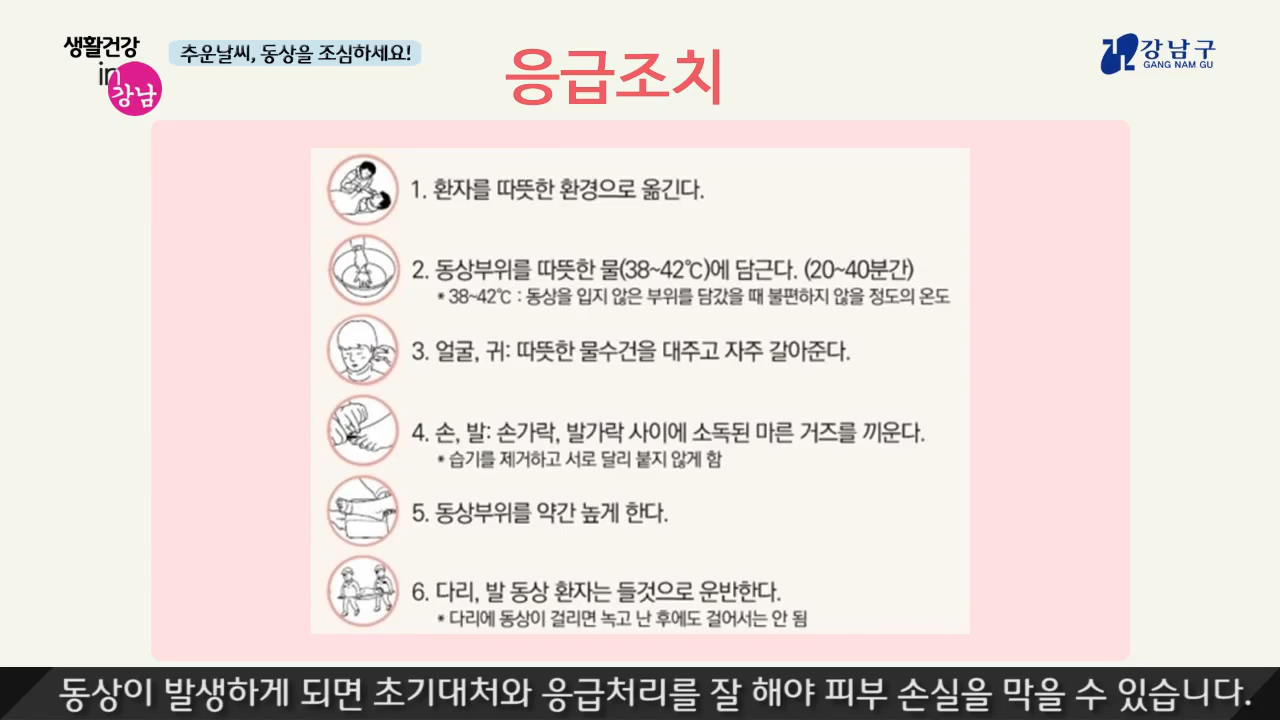 생활건강
in
강남
추운날씨, 동상을 조심하세요!
응급조치
강남구
GANG NAM GU
1. 환자를 따뜻한 환경으로 옮긴다.
2. 동상부위를 따뜻한 물(38~42℃)에 담근다. (20~40분간)
* 38~42℃ : 동상을 입지 않은 부위를 담갔을 때 불편하지 않을 정도의 온도
3. 얼굴, 귀: 따뜻한 물수건을 대주고 자주 갈아준다.
4. 손, 발: 손가락, 발가락 사이에 소독된 마른 거즈를 끼운다.
* 습기를 제거하고 서로 달리 붙지 않게 함
5. 동상부위를 약간 높게 한다.
6. 다리, 발 동상 환자는 들것으로 운반한다.
* 다리에 동상이 걸리면 녹고 난 후에도 걸어서는 안 됨
동상이 발생하게 되면 초기대처와 응급처리를 잘 해야 피부 손실을 막을 수 있습니다.